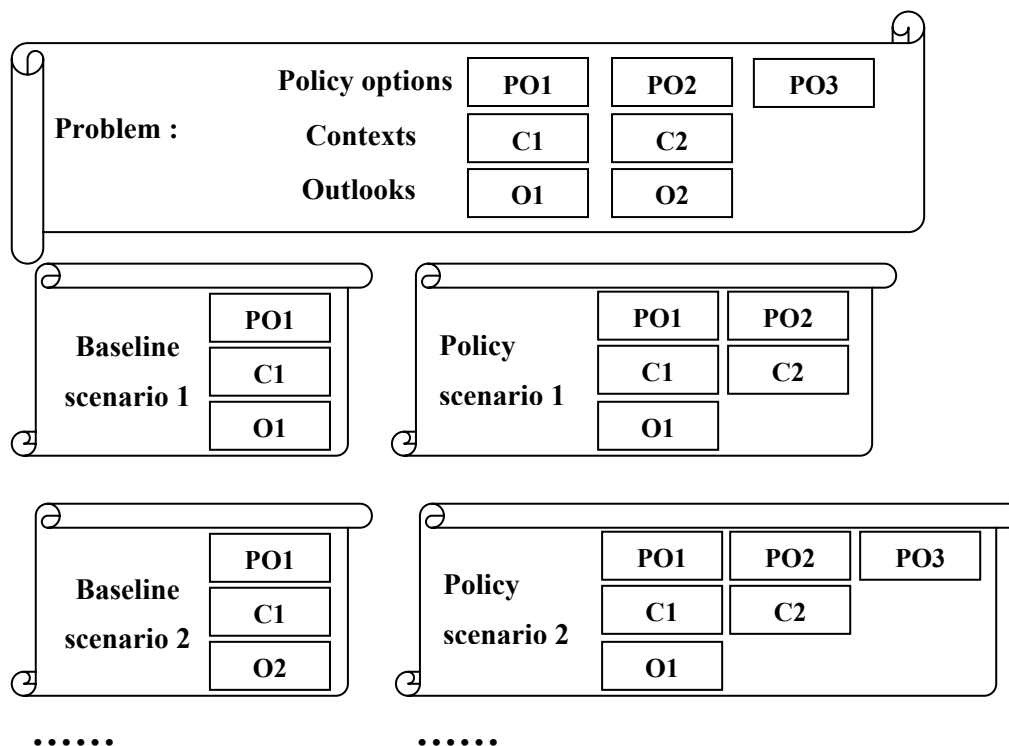 Policy options PO1 PO2 PO3
Problem :
Contexts C1 C2
Outlooks O1 O2
Baseline scenario 1
PO1
C1
O1
Policy scenario 1
PO1 PO2
C1 C2
O1
Baseline scenario 2
PO1
C1
O2
Policy scenario 2
PO1 PO2 PO3
C1 C2
O1
...... ......